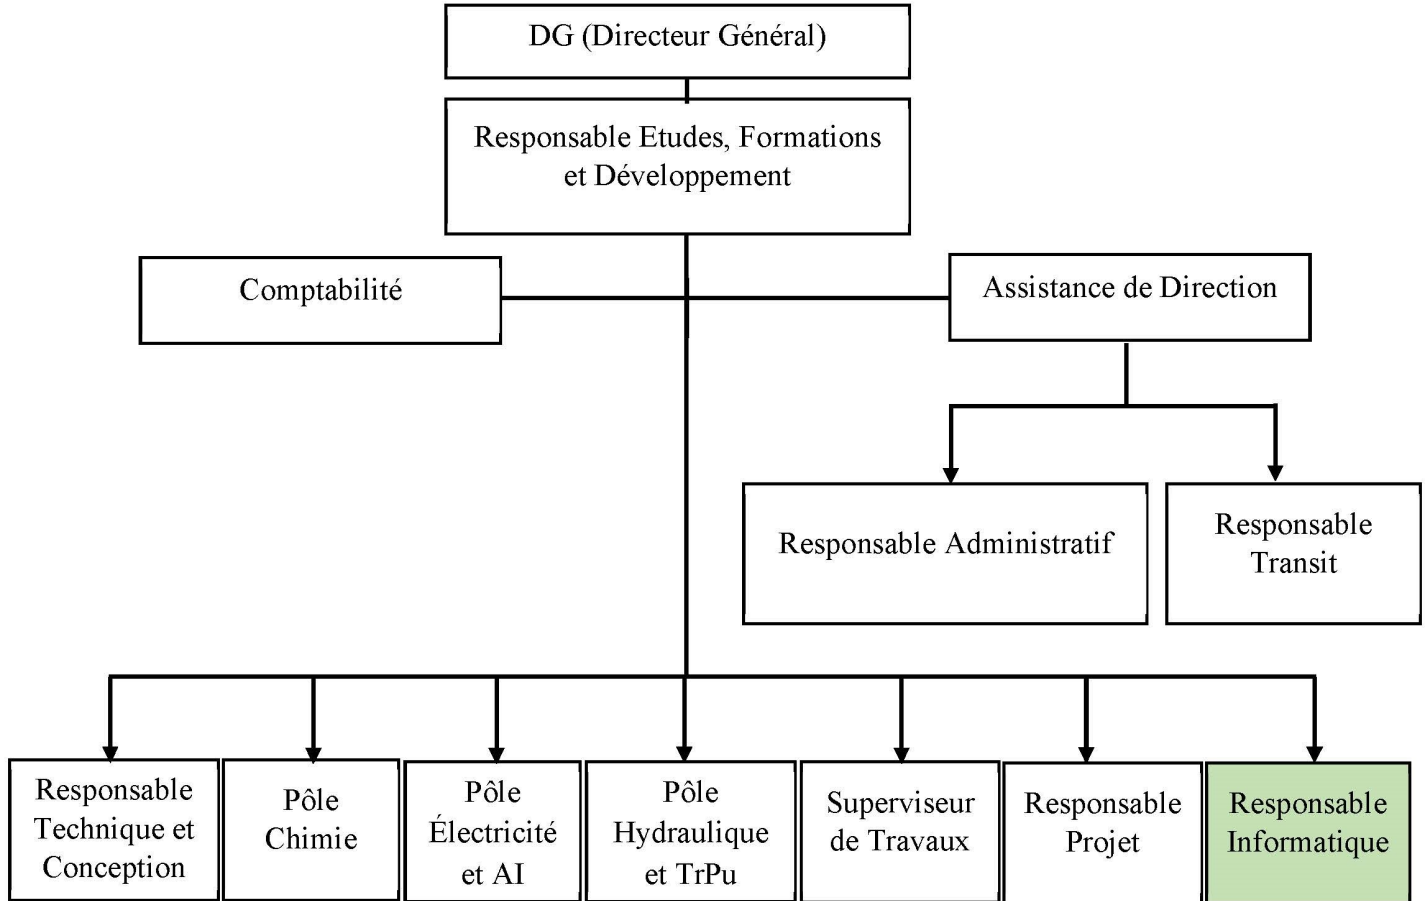 DG (Directeur Général)
Responsable Etudes, Formations
et Développement
Comptabilité
Assistance de Direction
Responsable Administratif
Responsable
Transit
Responsable
Technique et
Conception
Pôle
Chimie
Pôle
Électricité
et AI
Pôle
Hydraulique
et TrPu
Superviseur
de Travaux
Responsable
Projet
Responsable
Informatique